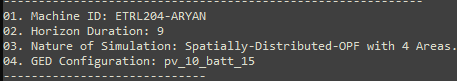 ------------------------------------------------------------
01. Machine ID: ETRL204-ARYAN
02. Horizon Duration: 9
03. Nature of Simulation: Spatially-Distributed-OPF with 4 Areas.
04. GED Configuration: pv_10_batt_15
-----------------------------